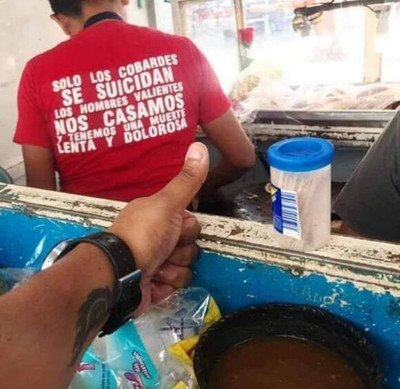 SOLO LOS COBARDES
SE SUICIDAN
LOS HOMBRES VALIENTES
NOS CASAMOS
Y TENEMOS UNA MUERTE
LENTA Y DOLOROSA